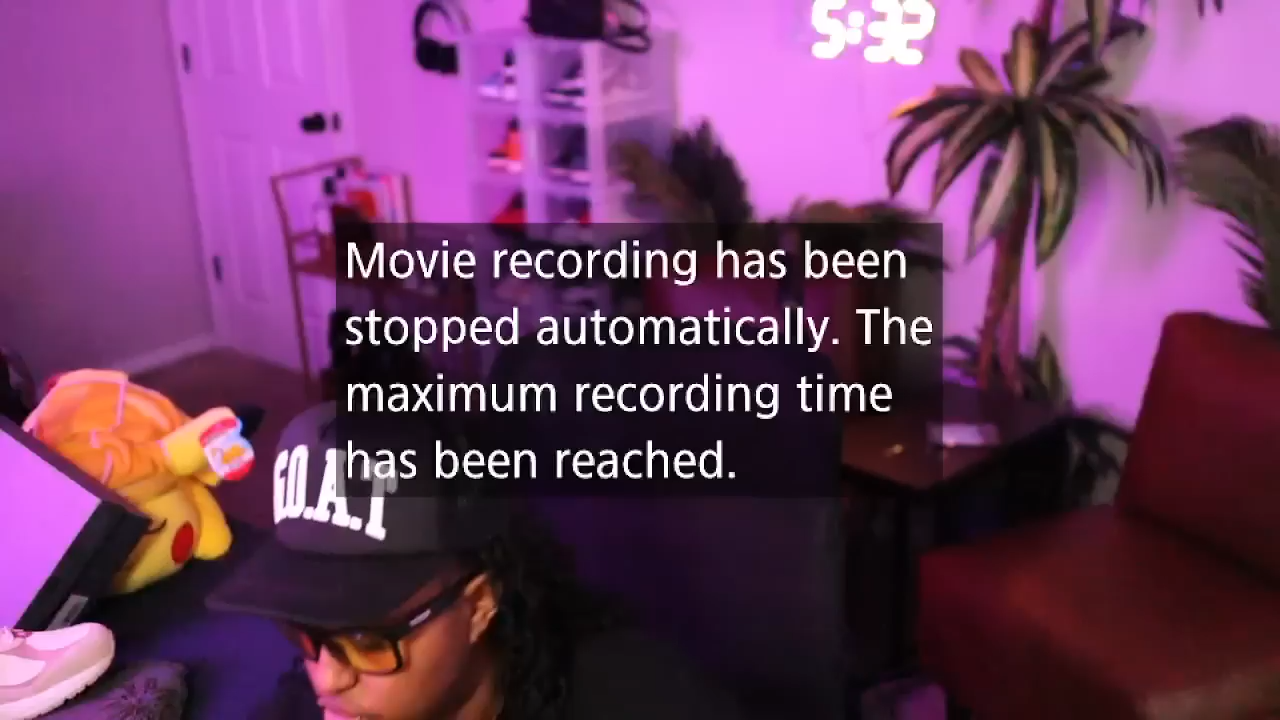 5:32
Movie recording has been
stopped automatically. The
maximum recording time
has been reached.
G.O.A.T